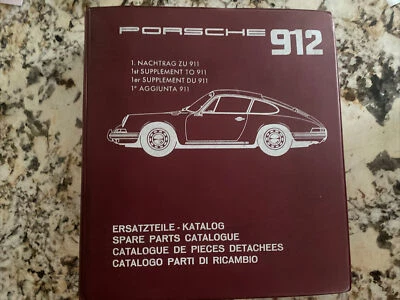 PORSCHE 912
1. NACHTRAG ZU 911
1st SUPPLEMENT TO 911
1er SUPPLEMENT DU 911
1° AGGIUNTA 911
ERSATZTEILE - KATALOG
SPARE PARTS CATALOGUE
CATALOGUE DE PIECES DETACHEES
CATALOGO PARTI DI RICAMBIO